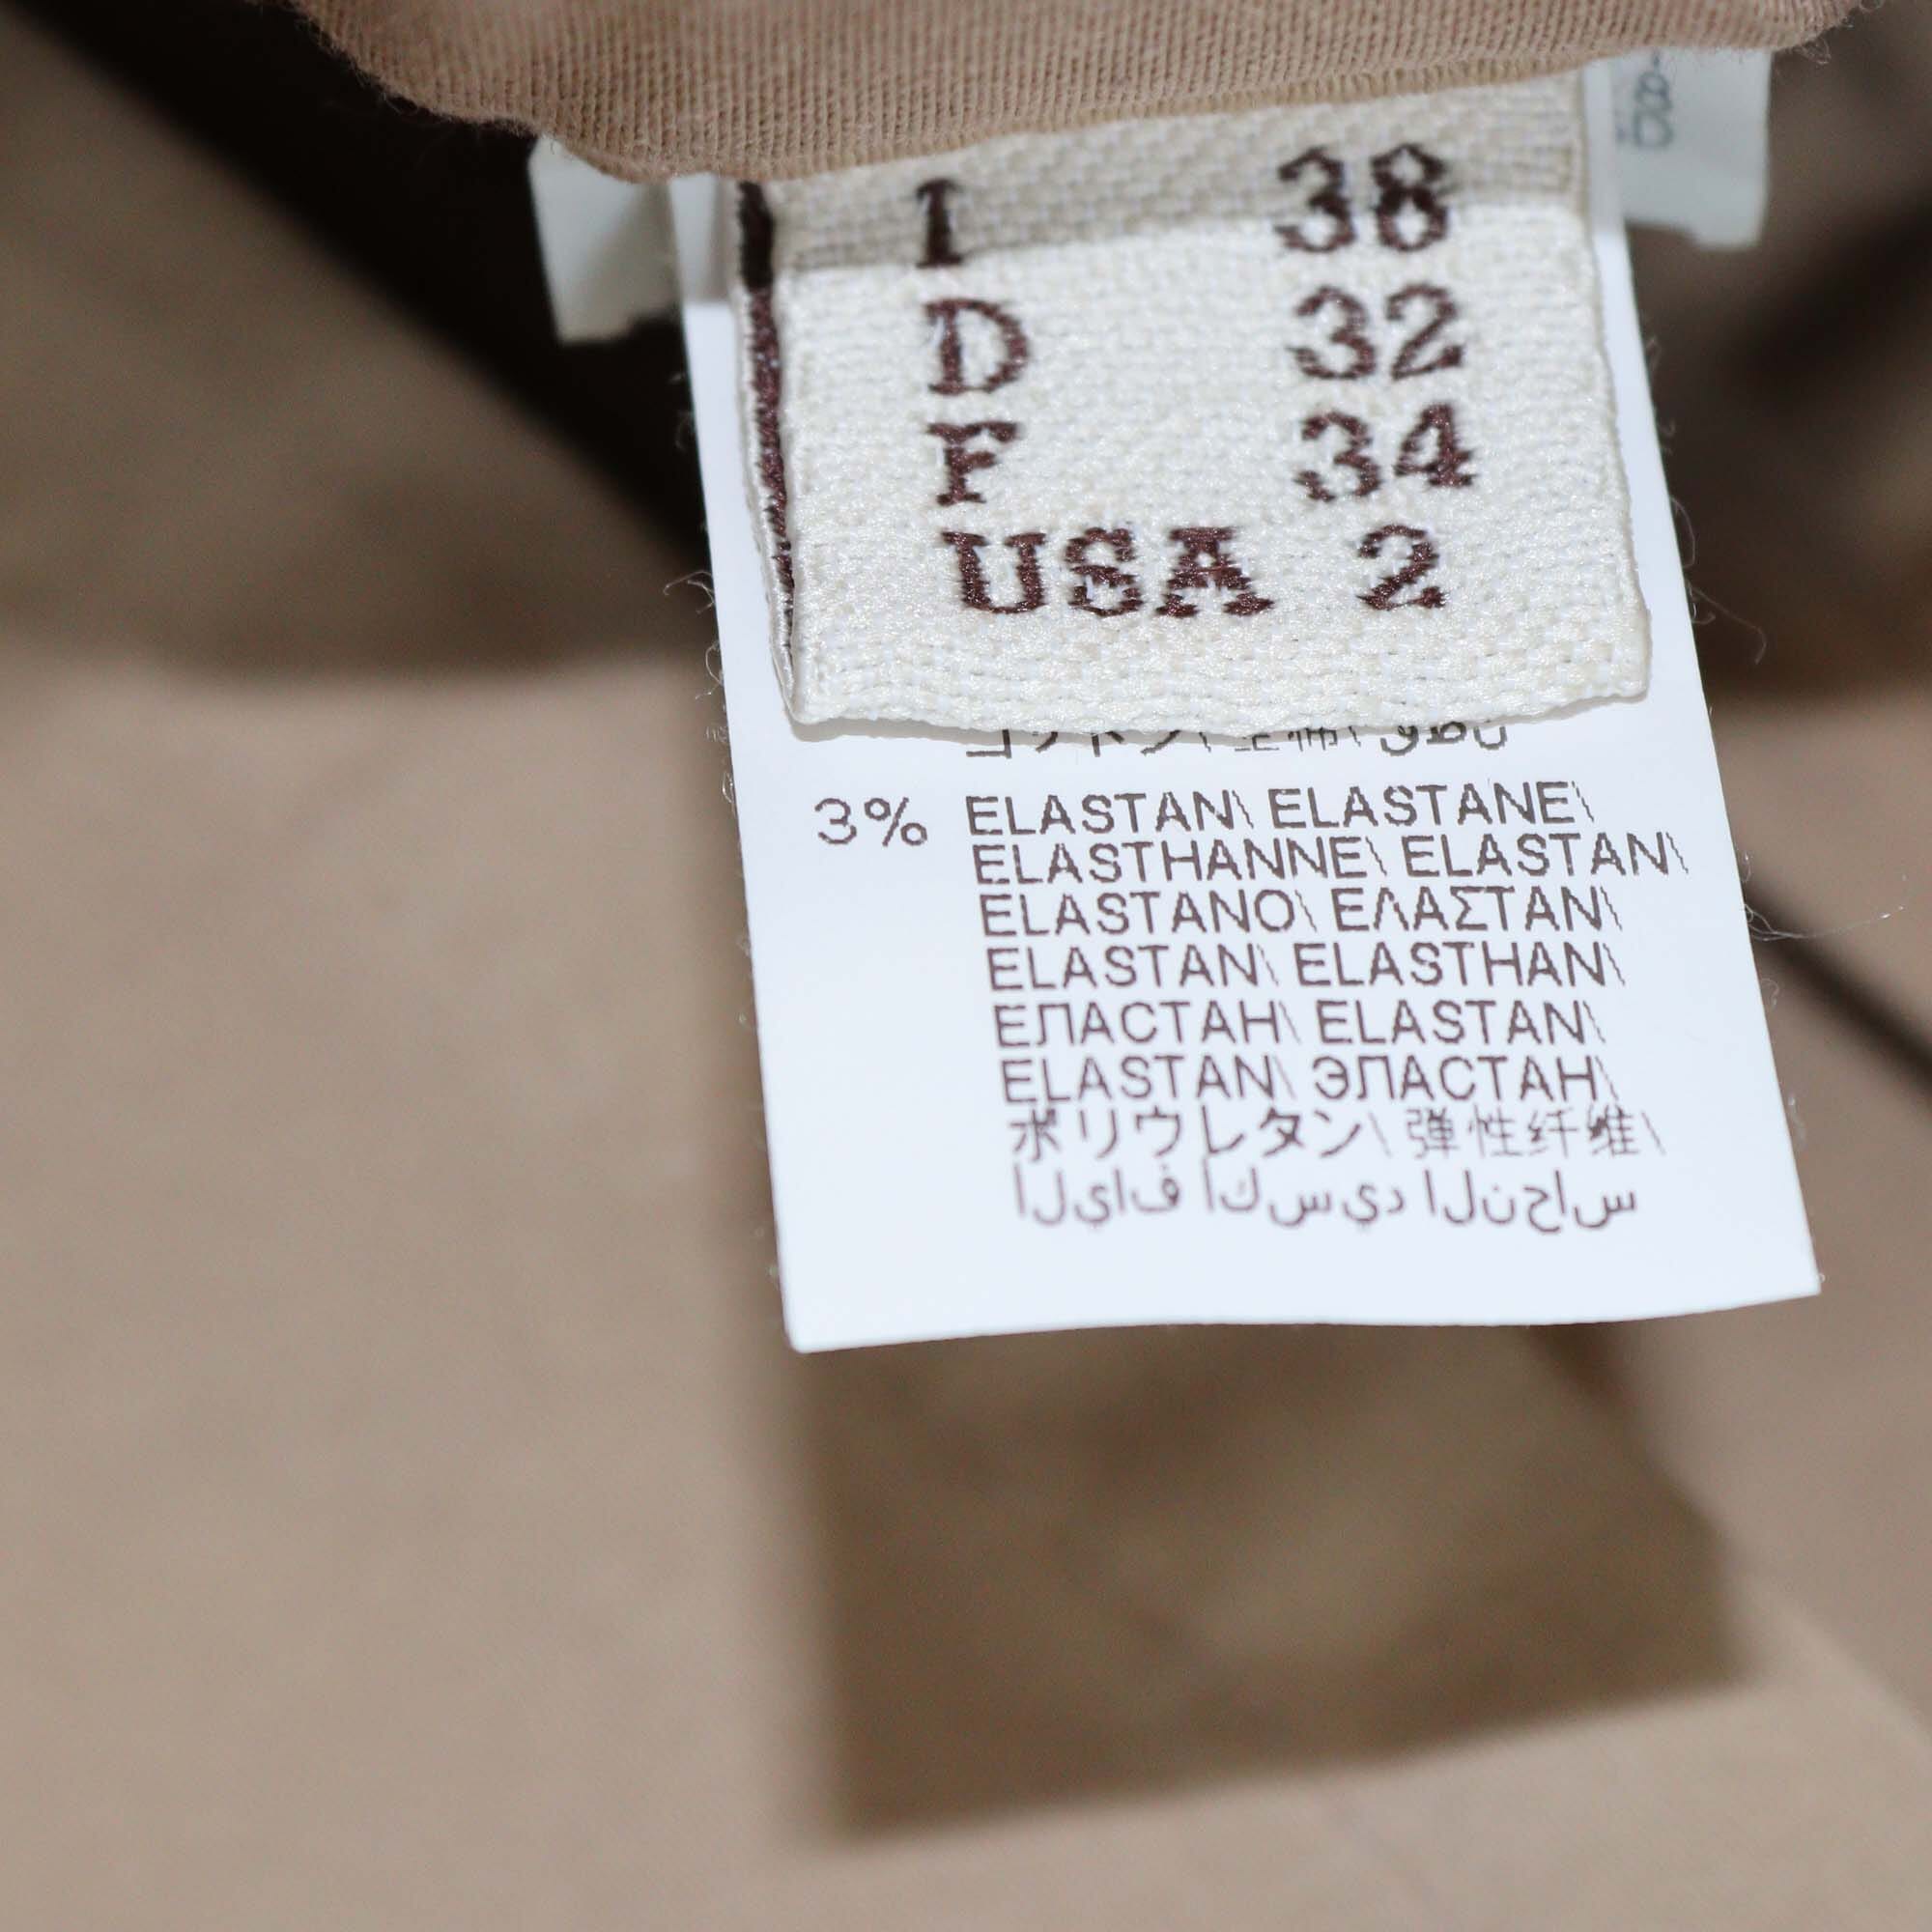 I 38
D 32
F 34
USA 2
3% ELASTAN\ ELASTANE\
ELASTHANNE\ ELASTAN\
ELASTANO\ ΕΛΑΣΤΑΝ\
ELASTAN\ ELASTHAN\
ЕЛАСТАН\ ELASTAN\
ELASTAN\ ЭЛАСТАН\
ポリウレタン\ 弹性纤维\
س ا ح ن ل ا د ي س ك أ ف ا ي ل ا